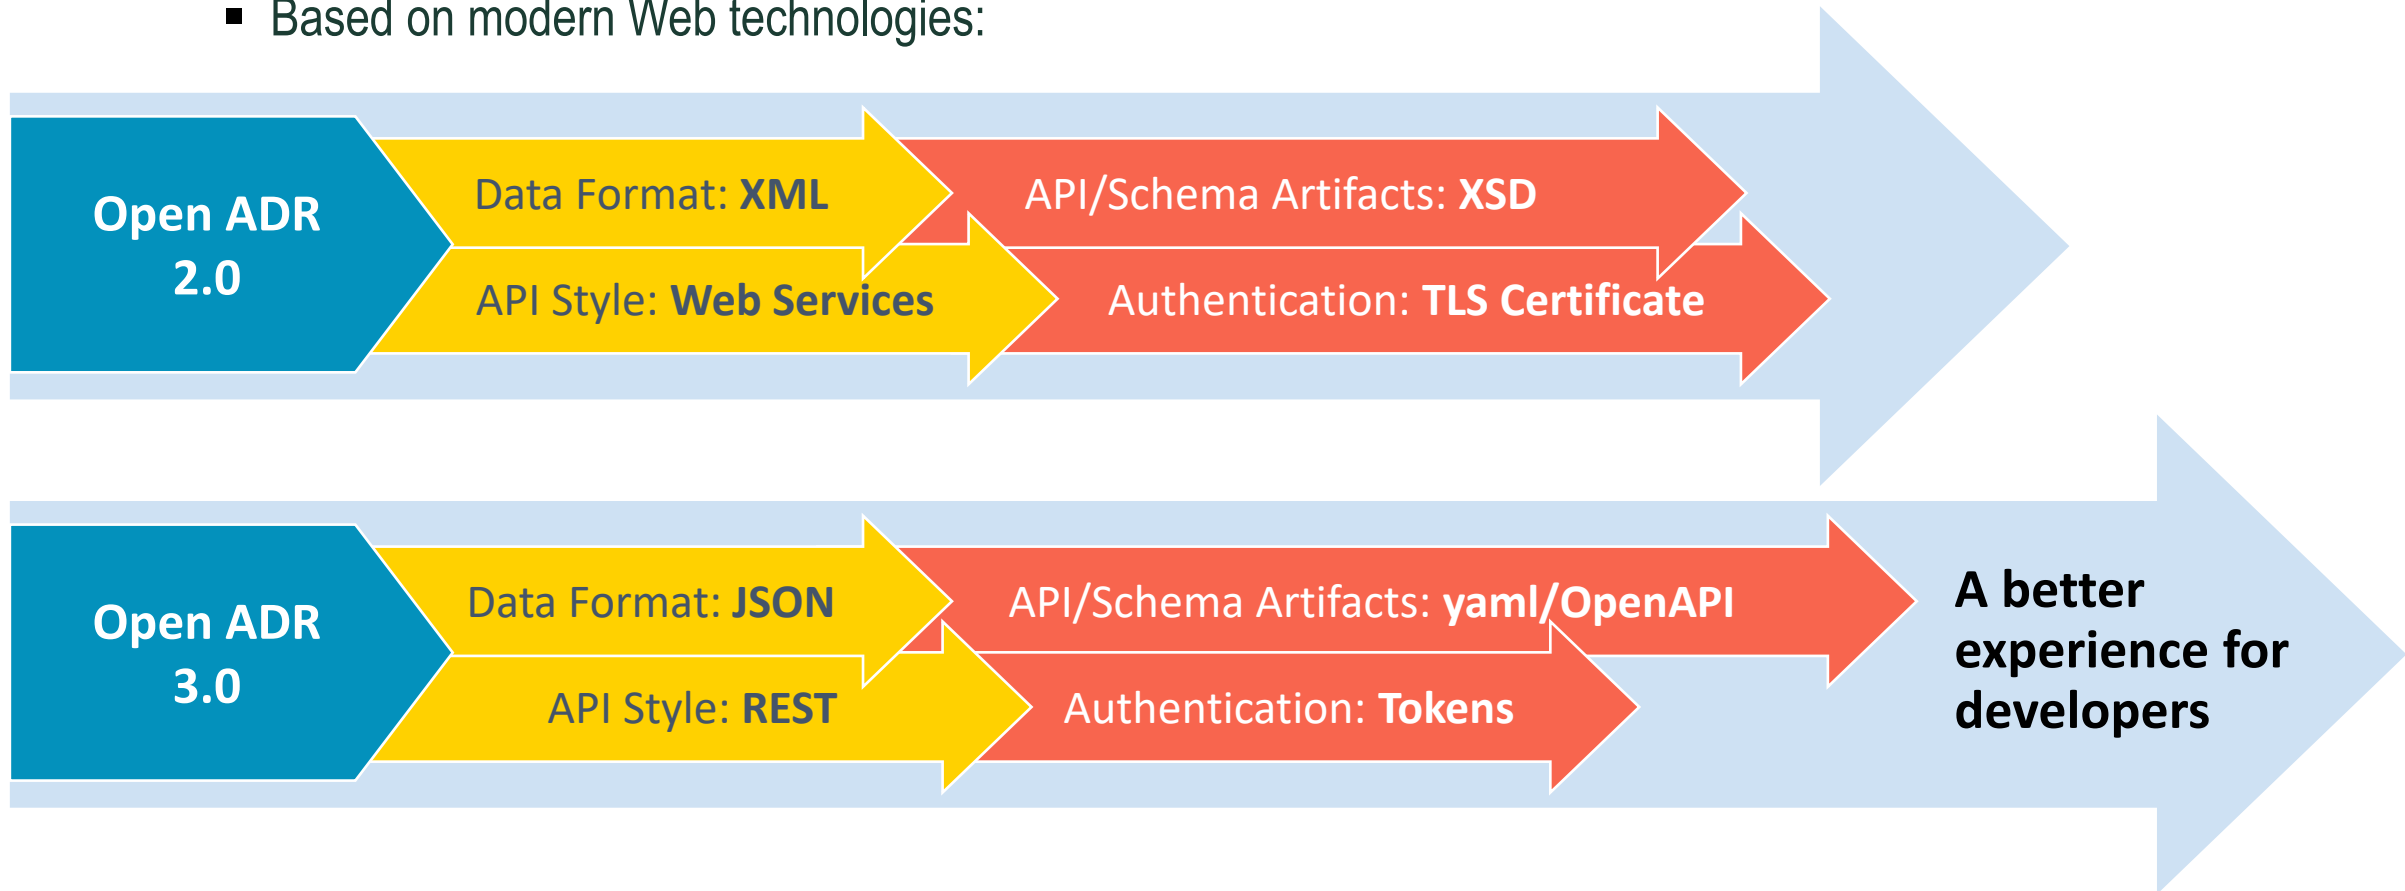 ▪ Based on modern Web technologies:
Open ADR
2.0
Data Format: XML
API/Schema Artifacts: XSD
API Style: Web Services
Authentication: TLS Certificate
Open ADR
3.0
Data Format: JSON
API/Schema Artifacts: yaml/OpenAPI
API Style: REST
Authentication: Tokens
A better
experience for
developers